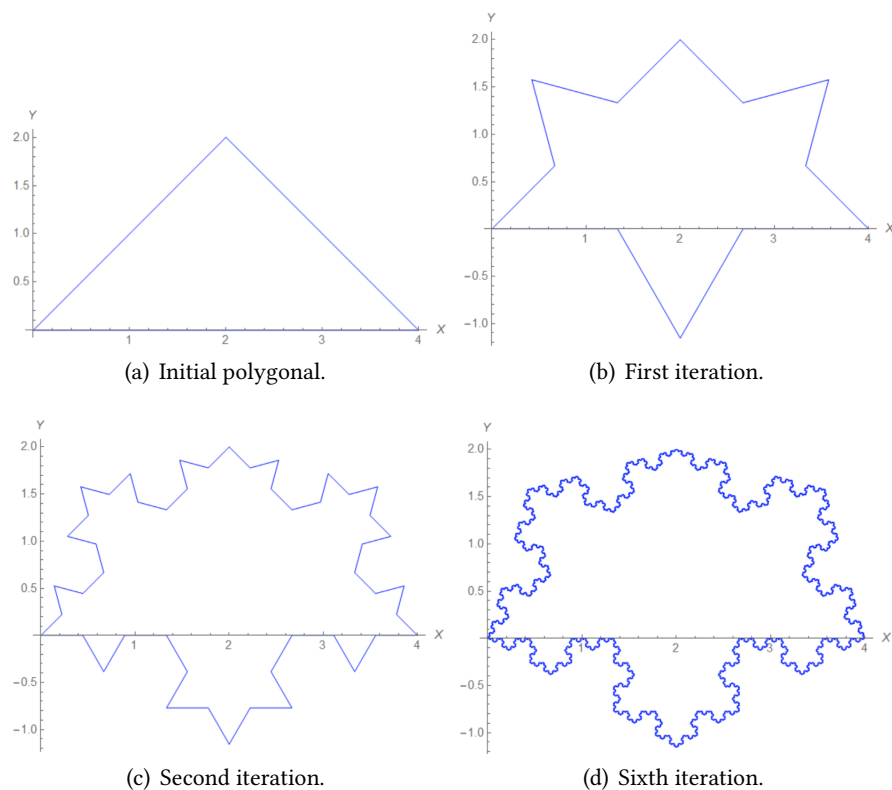 Y
2.0
1.5
1.0
0.5
1 2 3 4 X
(a) Initial polygonal.
Y
2.0
1.5
1.0
0.5
1 2 3 4 X
−0.5
−1.0
(b) First iteration.
Y
2.0
1.5
1.0
0.5
1 2 3 4 X
−0.5
−1.0
(c) Second iteration.
Y
2.0
1.5
1.0
0.5
1 2 3 4 X
−0.5
−1.0
(d) Sixth iteration.